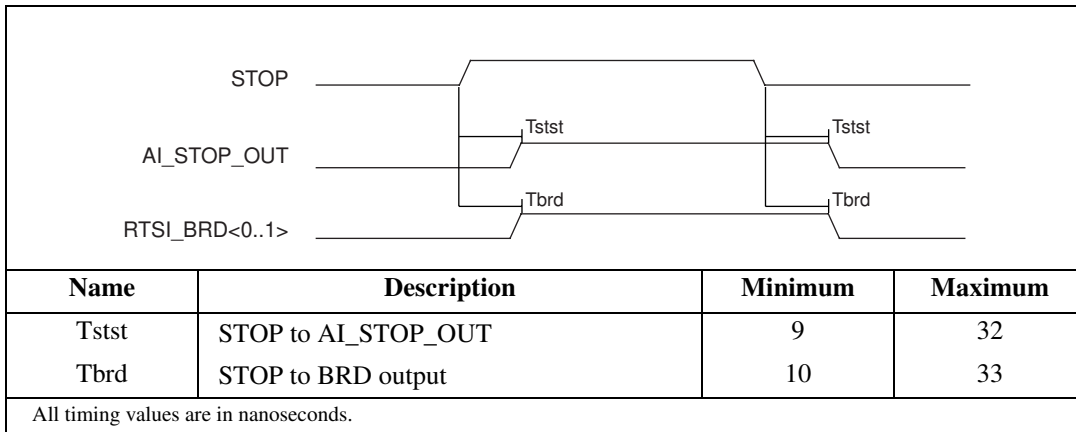 STOP
Tstst Tstst
AI_STOP_OUT
Tbrd Tbrd
RTSI_BRD<0..1>
Name Description Minimum Maximum
Tstst STOP to AI_STOP_OUT 9 32
Tbrd STOP to BRD output 10 33
All timing values are in nanoseconds.